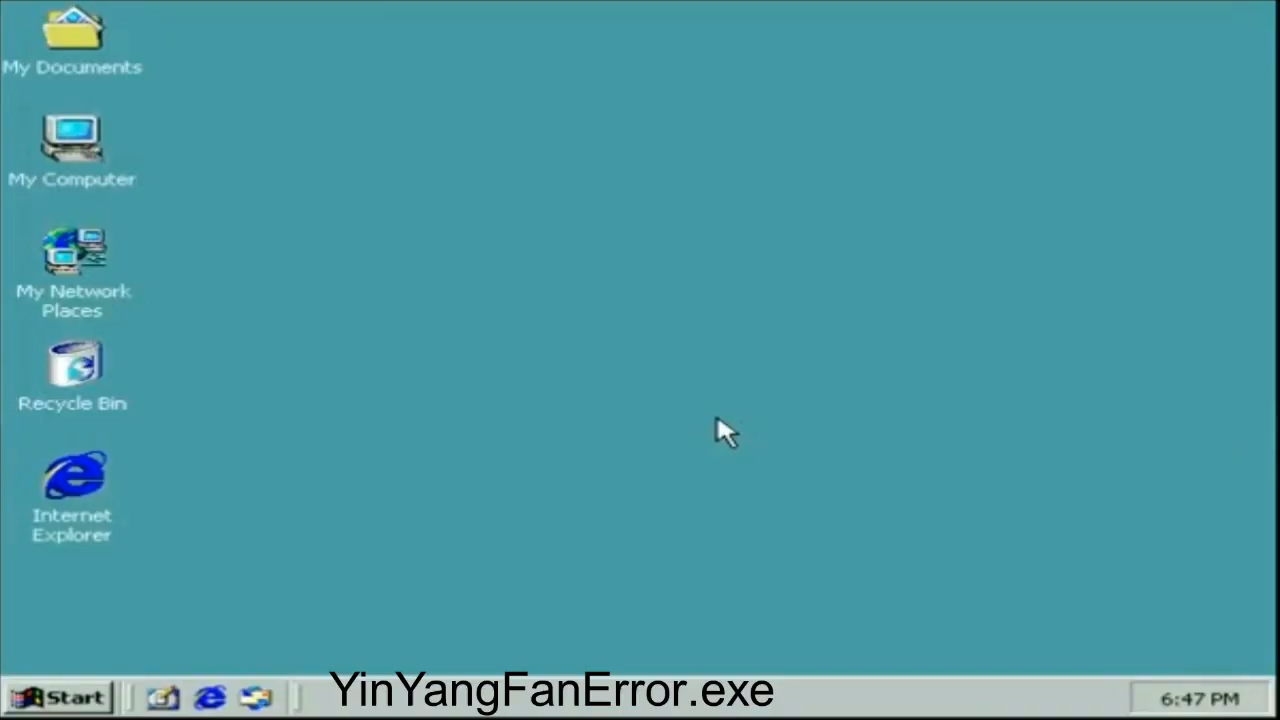 My Documents
My Computer
My Network
Places
Recycle Bin
Internet
Explorer
Start
YinYangFanError.exe
6:47 PM